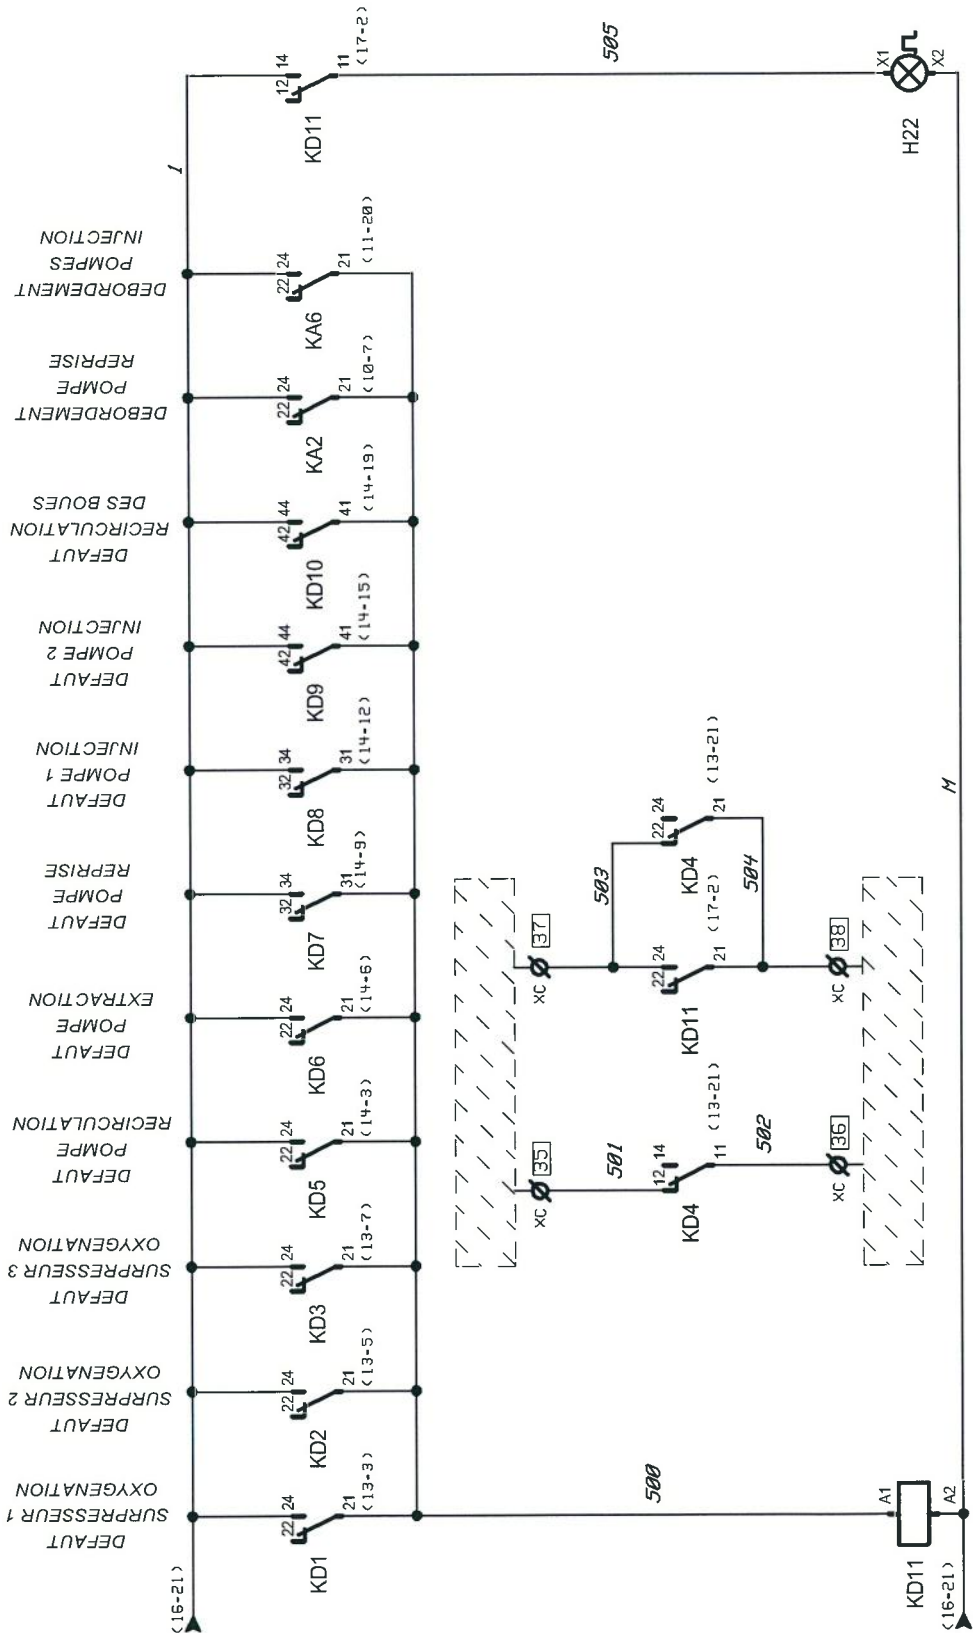 (16-21)
DEFAUT
SURPRESSEUR 1
OXYGENATION
22 24
KD1
21
(13-3)
DEFAUT
SURPRESSEUR 2
OXYGENATION
22 24
KD2
21
(13-5)
DEFAUT
SURPRESSEUR 3
OXYGENATION
22 24
KD3
21
(13-7)
DEFAUT
POMPE
RECIRCULATION
22 24
KD5
21
(14-3)
DEFAUT
POMPE
EXTRACTION
22 24
KD6
21
(14-6)
DEFAUT
POMPE
REPRISE
32 34
KD7
31
(14-9)
DEFAUT
POMPE 1
INJECTION
32 34
KD8
31
(14-12)
DEFAUT
POMPE 2
INJECTION
42 44
KD9
41
(14-15)
DEFAUT
RECIRCULATION
DES BOUES
42 44
KD10
41
(14-19)
DEBORDEMENT
POMPE
REPRISE
22 24
KA2
21
(10-7)
DEBORDEMENT
POMPES
INJECTION
22 24
KA6
21
(11-20)
1
12 14
KD11
11
(17-2)
505
X1
H22
X2
500
A1
KD11
A2
(16-21)
XC 35
501
12 14
KD4
11
(13-21)
502
XC 36
XC 37
503
22 24
KD11
21
(17-2)
22 24
KD4
21
(13-21)
504
XC 38
M